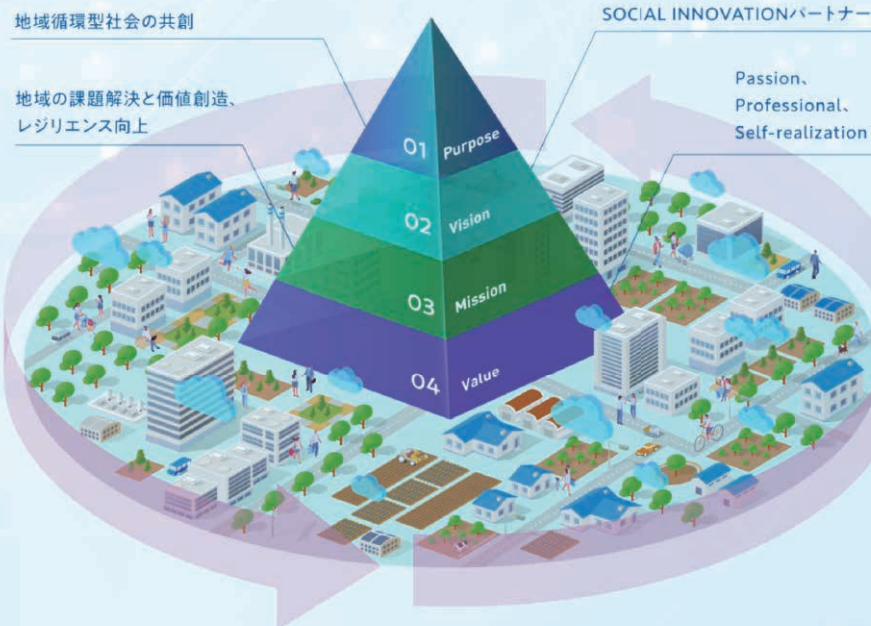 地域循環型社会の共創
SOCIAL INNOVATIONパートナー
地域の課題解決と価値創造、
レジリエンス向上
Passion、
Professional、
Self-realization
01 Purpose
02 Vision
03 Mission
04 Value